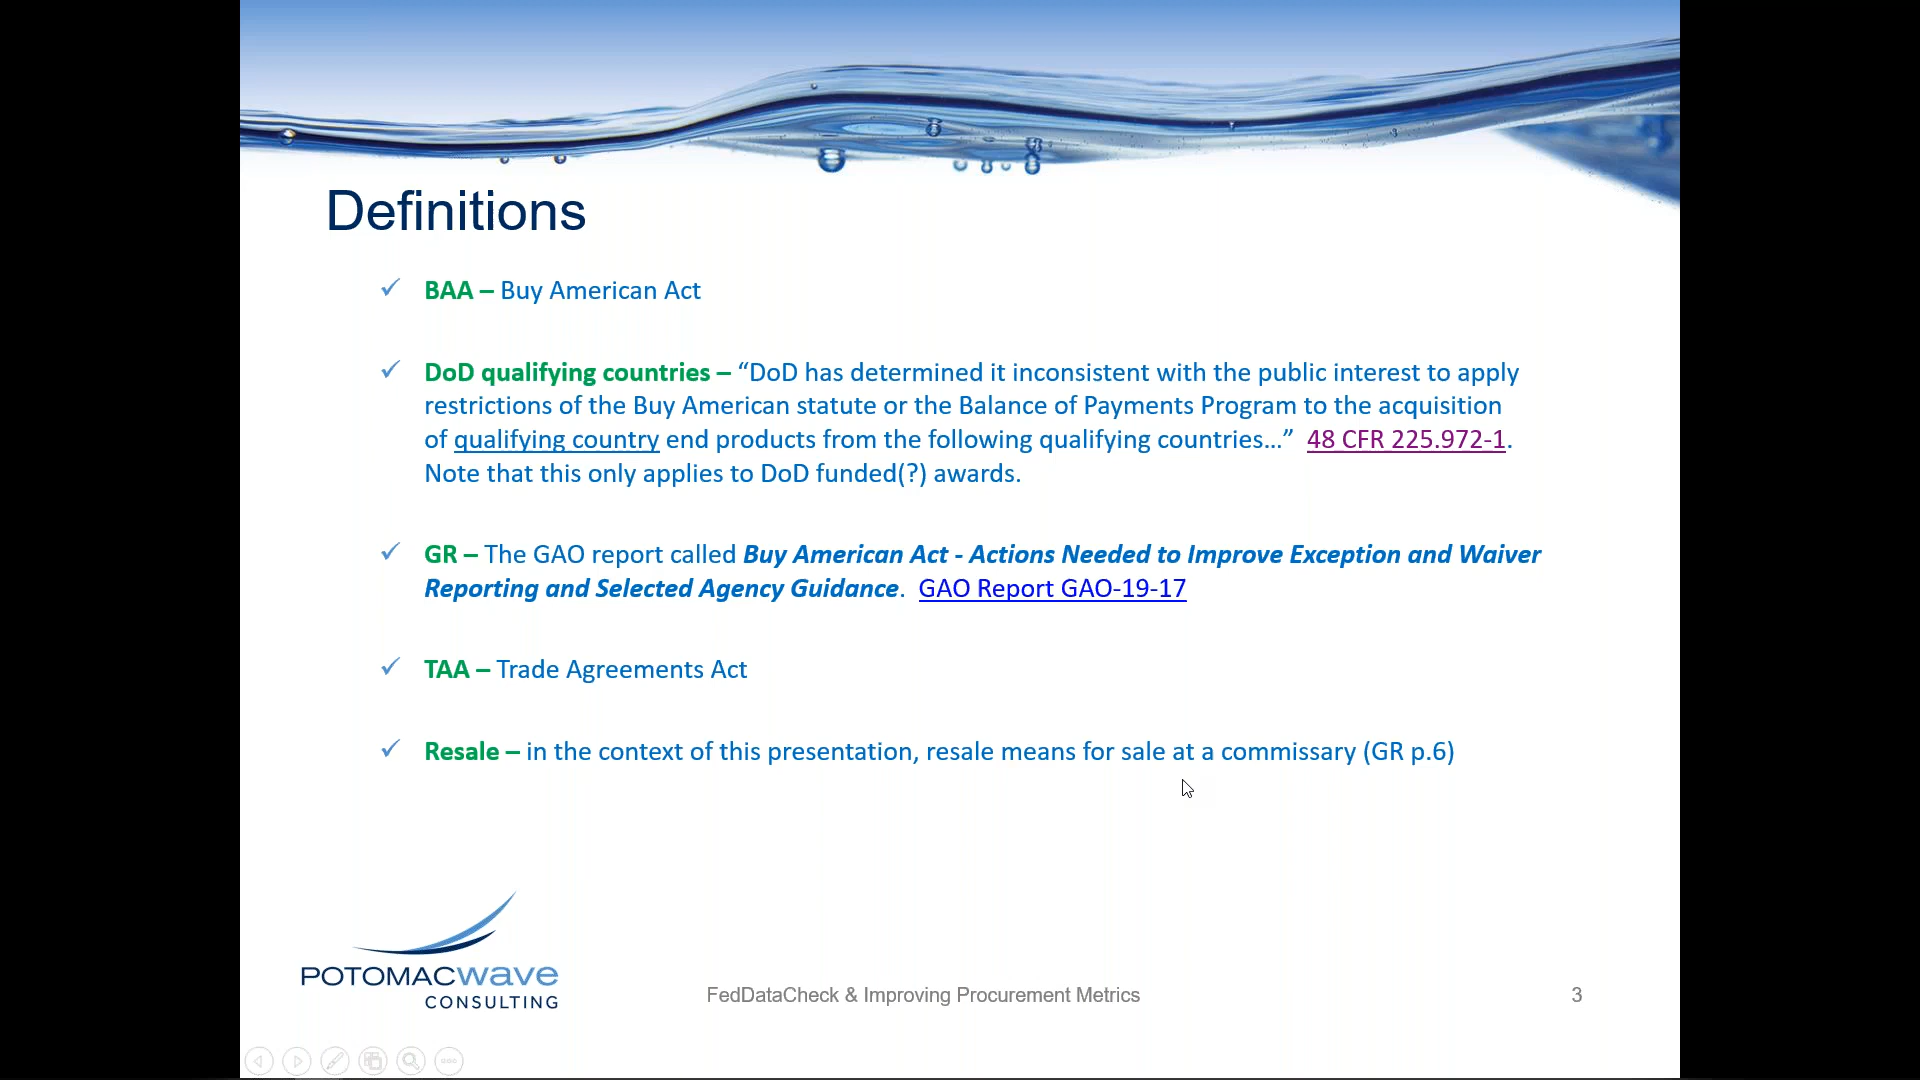 Definitions
✓ BAA – Buy American Act
✓ DoD qualifying countries – “DoD has determined it inconsistent with the public interest to apply
restrictions of the Buy American statute or the Balance of Payments Program to the acquisition
of qualifying country end products from the following qualifying countries…” 48 CFR 225.972-1.
Note that this only applies to DoD funded(?) awards.
✓ GR – The GAO report called Buy American Act - Actions Needed to Improve Exception and Waiver
Reporting and Selected Agency Guidance. GAO Report GAO-19-17
✓ TAA – Trade Agreements Act
✓ Resale – in the context of this presentation, resale means for sale at a commissary (GR p.6)
POTOMACwave
CONSULTING
FedDataCheck & Improving Procurement Metrics
3